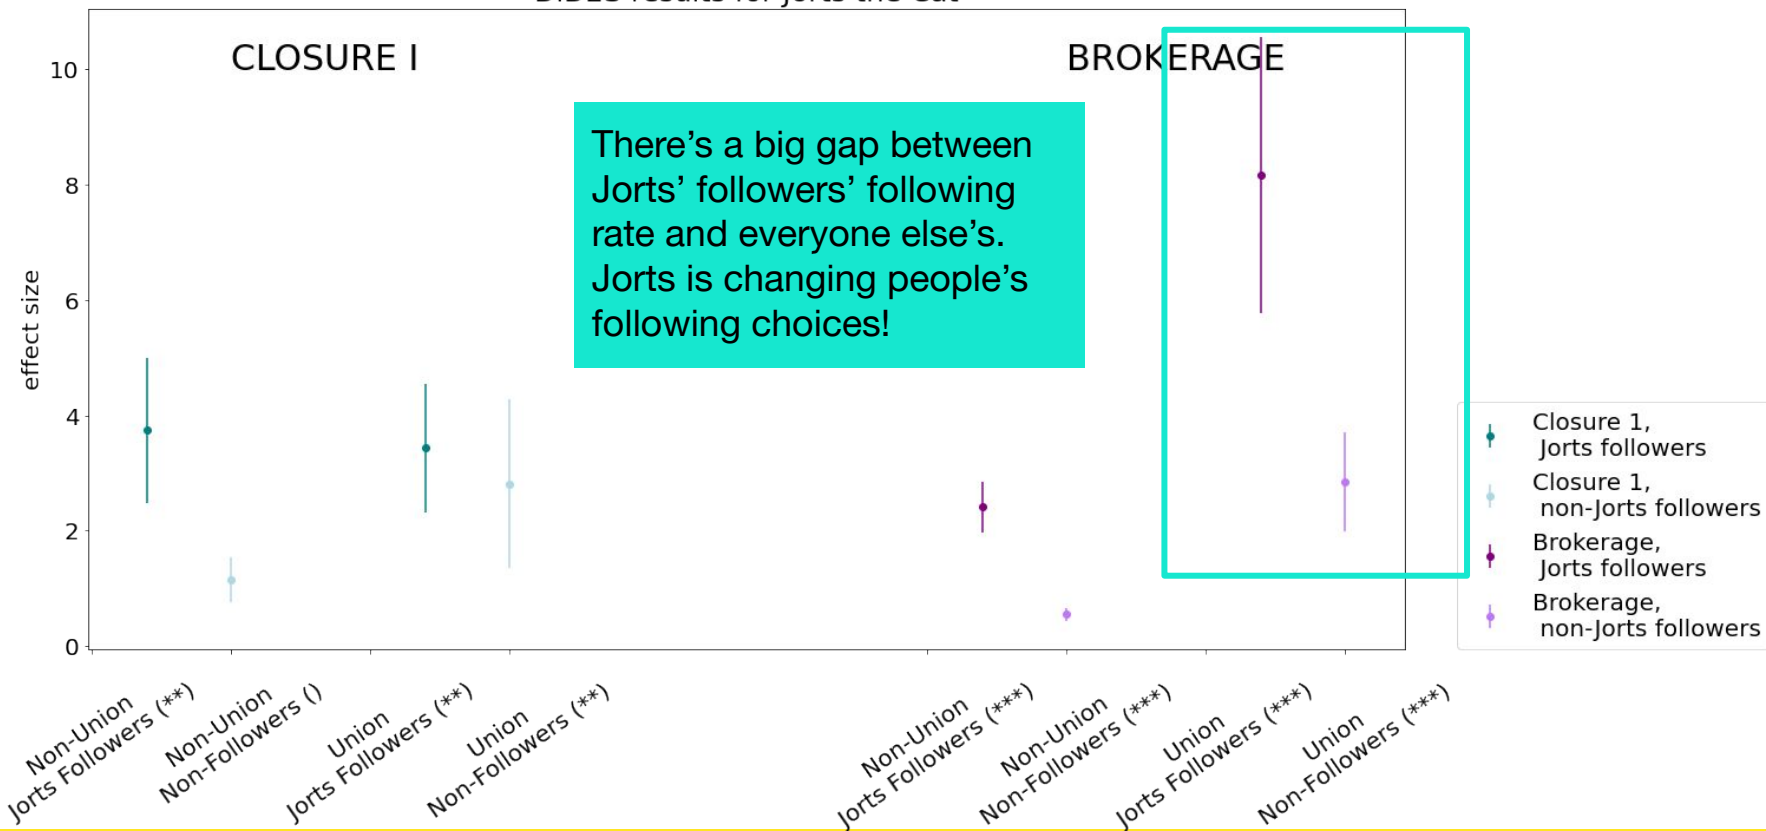 CLOSURE I
BROKERAGE
There’s a big gap between
Jorts’ followers’ following
rate and everyone else’s.
Jorts is changing people’s
following choices!
effect size
10
8
6
4
2
0
Non-Union
Jorts Followers (**)
Non-Union
Non-Followers ()
Union
Jorts Followers (**)
Union
Non-Followers (**)
Non-Union
Jorts Followers (***)
Non-Union
Non-Followers (***)
Union
Jorts Followers (***)
Union
Non-Followers (***)
Closure 1,
Jorts followers
Closure 1,
non-Jorts followers
Brokerage,
Jorts followers
Brokerage,
non-Jorts followers